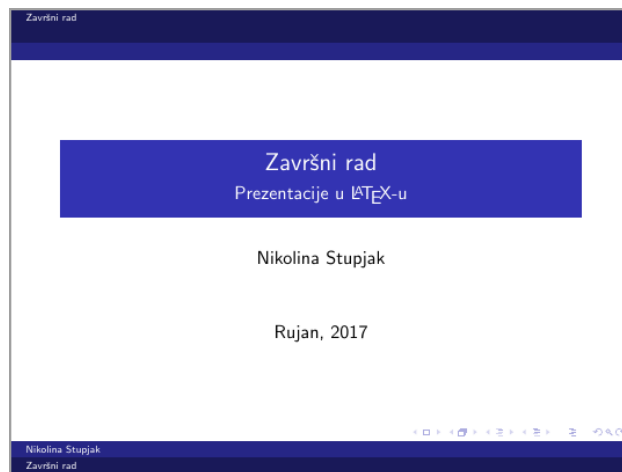 Završni rad
Završni rad
Prezentacije u LATEX-u
Nikolina Stupjak
Rujan, 2017
Nikolina Stupjak
Završni rad